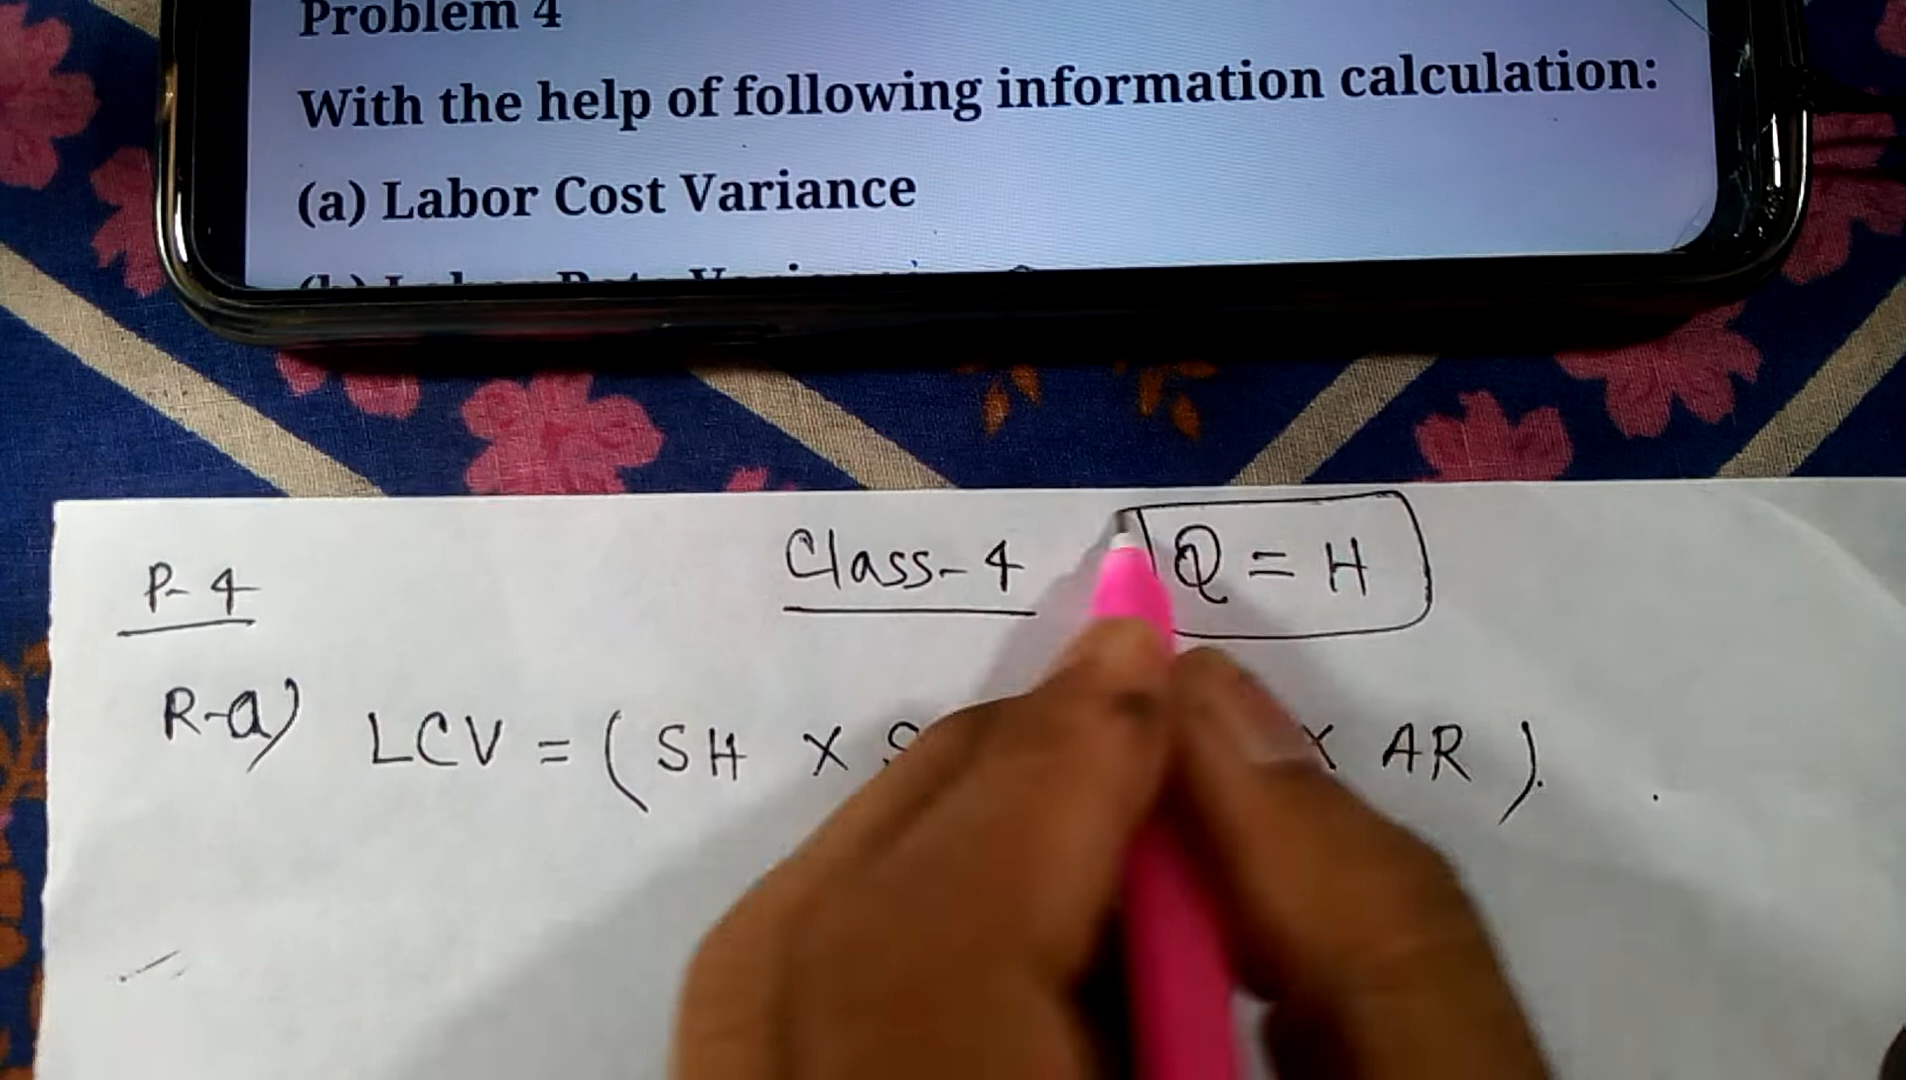 Problem 4
With the help of following information calculation:
(a) Labor Cost Variance
Class-4
Q = H
P-4
R-a) LCV = (SH X X AR).